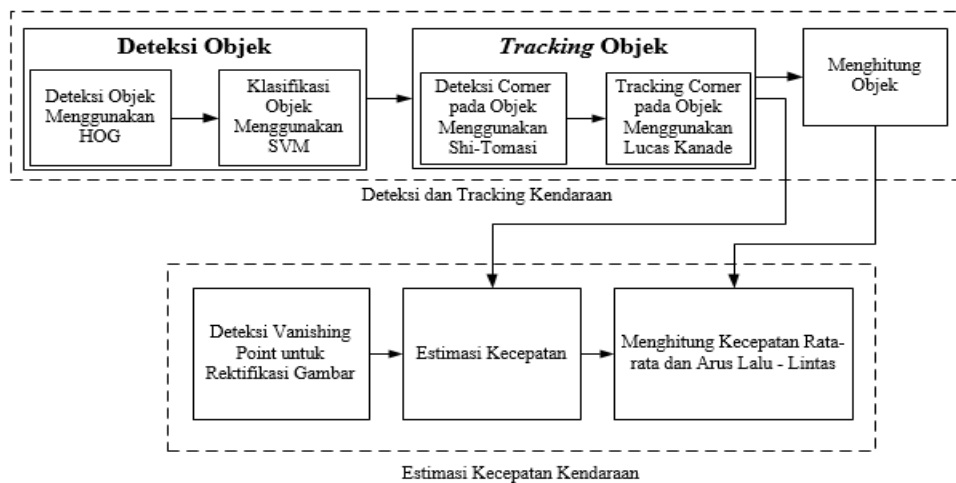 Deteksi Objek
Deteksi Objek
Menggunakan
HOG
Klasifikasi
Objek
Menggunakan
SVM
Tracking Objek
Deteksi Corner
pada Objek
Menggunakan
Shi-Tomasi
Tracking Corner
pada Objek
Menggunakan
Lucas Kanade
Menghitung
Objek
Deteksi dan Tracking Kendaraan
Deteksi Vanishing
Point untuk
Rektifikasi Gambar
Estimasi Kecepatan
Menghitung Kecepatan Rata-
rata dan Arus Lalu - Lintas
Estimasi Kecepatan Kendaraan